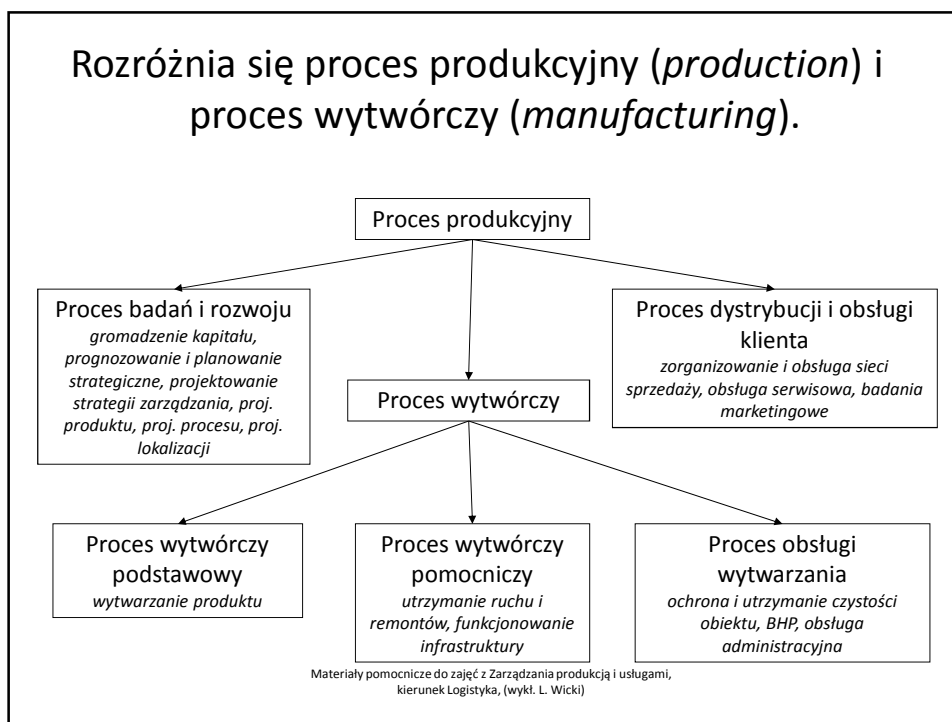 Rozróżnia się proces produkcyjny (production) i
proces wytwórczy (manufacturing).
Proces produkcyjny
Proces badań i rozwoju
gromadzenie kapitału,
prognozowanie i planowanie
strategiczne, projektowanie
strategii zarządzania, proj.
produktu, proj. procesu, proj.
lokalizacji
Proces wytwórczy
Proces dystrybucji i obsługi
klienta
zorganizowanie i obsługa sieci
sprzedaży, obsługa serwisowa, badania
marketingowe
Proces wytwórczy
podstawowy
wytwarzanie produktu
Proces wytwórczy
pomocniczy
utrzymanie ruchu i
remontów, funkcjonowanie
infrastruktury
Proces obsługi
wytwarzania
ochrona i utrzymanie czystości
obiektu, BHP, obsługa
administracyjna
Materiały pomocnicze do zajęć z Zarządzania produkcją i usługami,
kierunek Logistyka, (wykł. L. Wicki)